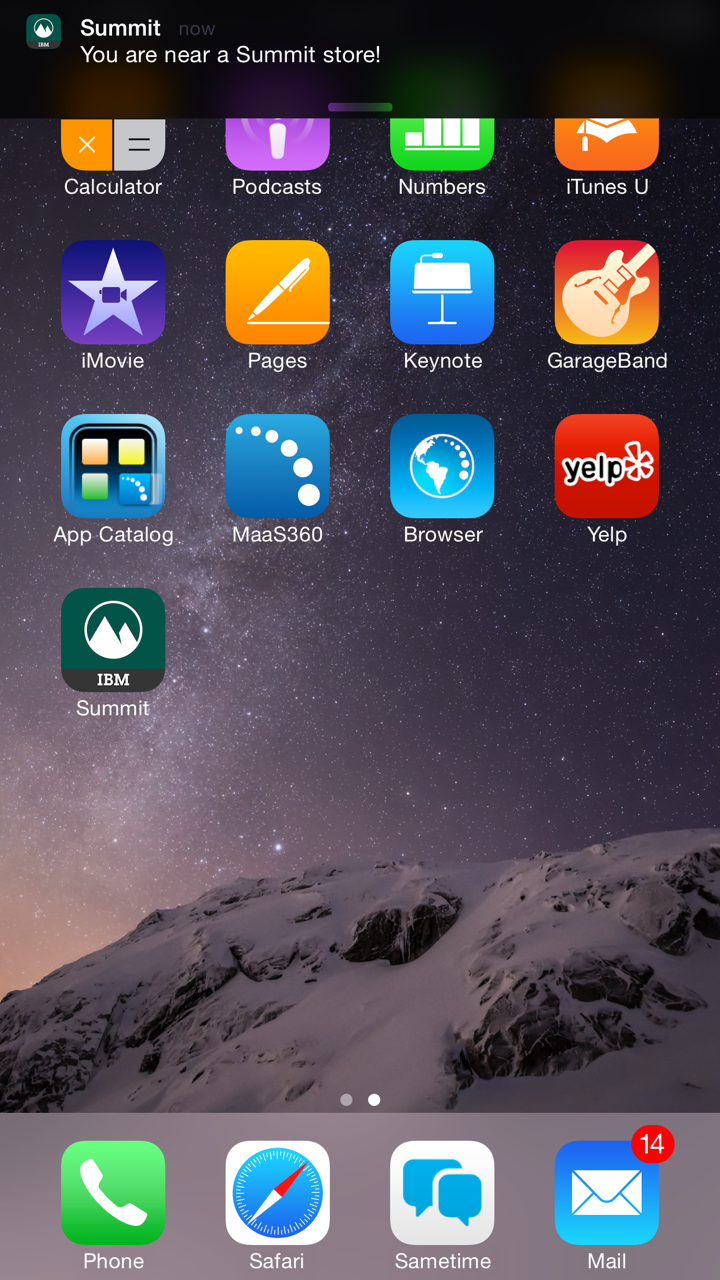 Summit now
You are near a Summit store!
IBM
Calculator Podcasts Numbers iTunes U
iMovie Pages Keynote GarageBand
yelp
App Catalog MaaS360 Browser Yelp
IBM
Summit
14
Phone Safari Sametime Mail